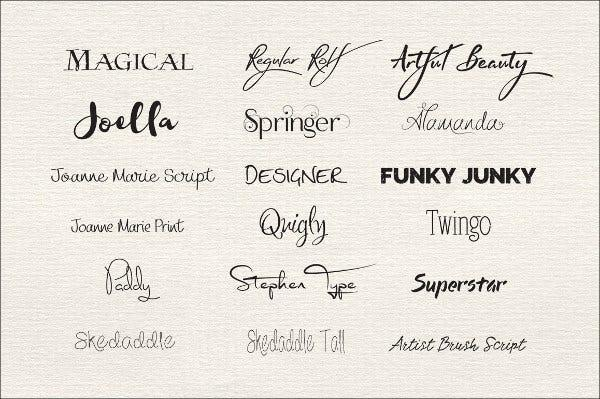 MAGICAL
Regular Rolf
Artful Beauty
Joella
Springer
Alamanda
Joanne Marie Script
DESIGNER
FUNKY JUNKY
Joanne Marie Print
Quigly
Twingo
Paddy
Stephen Type
Superstar
Skedaddle
Skedaddle Tall
Artist Brush Script